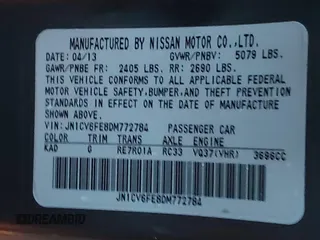 MANUFACTURED BY NISSAN MOTOR CO.,LTD.
DATE: 04/13 GVWR/PNBV: 5079 LBS.
GAWR/PNBE FR: 2405 LBS. RR: 2690 LBS.
THIS VEHICLE CONFORMS TO ALL APPLICABLE FEDERAL
MOTOR VEHICLE SAFETY,BUMPER,AND THEFT PREVENTION
STANDARDS IN EFFECT ON THE DATE OF MANUFACTURE
SHOWN ABOVE.
VIN: JN1CV6FE8DM772784 PASSENGER CAR
COLOR TRIM TRANS AXLE ENGINE
KAD G RE7R01A RC33 VQ37(VHR) 3696CC
JN1CV6FE8DM772784
DREAMBID